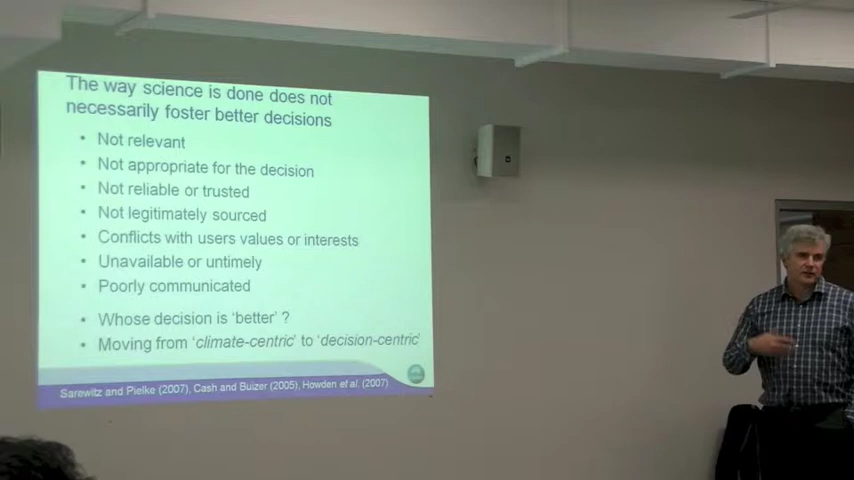 The way science is done does not
necessarily foster better decisions
• Not relevant
• Not appropriate for the decision
• Not reliable or trusted
• Not legitimately sourced
• Conflicts with users values or interests
• Unavailable or untimely
• Poorly communicated
• Whose decision is 'better' ?
• Moving from 'climate-centric' to 'decision-centric'
Sarewitz and Pielke (2007), Cash and Buizer (2005), Howden et al. (2007)